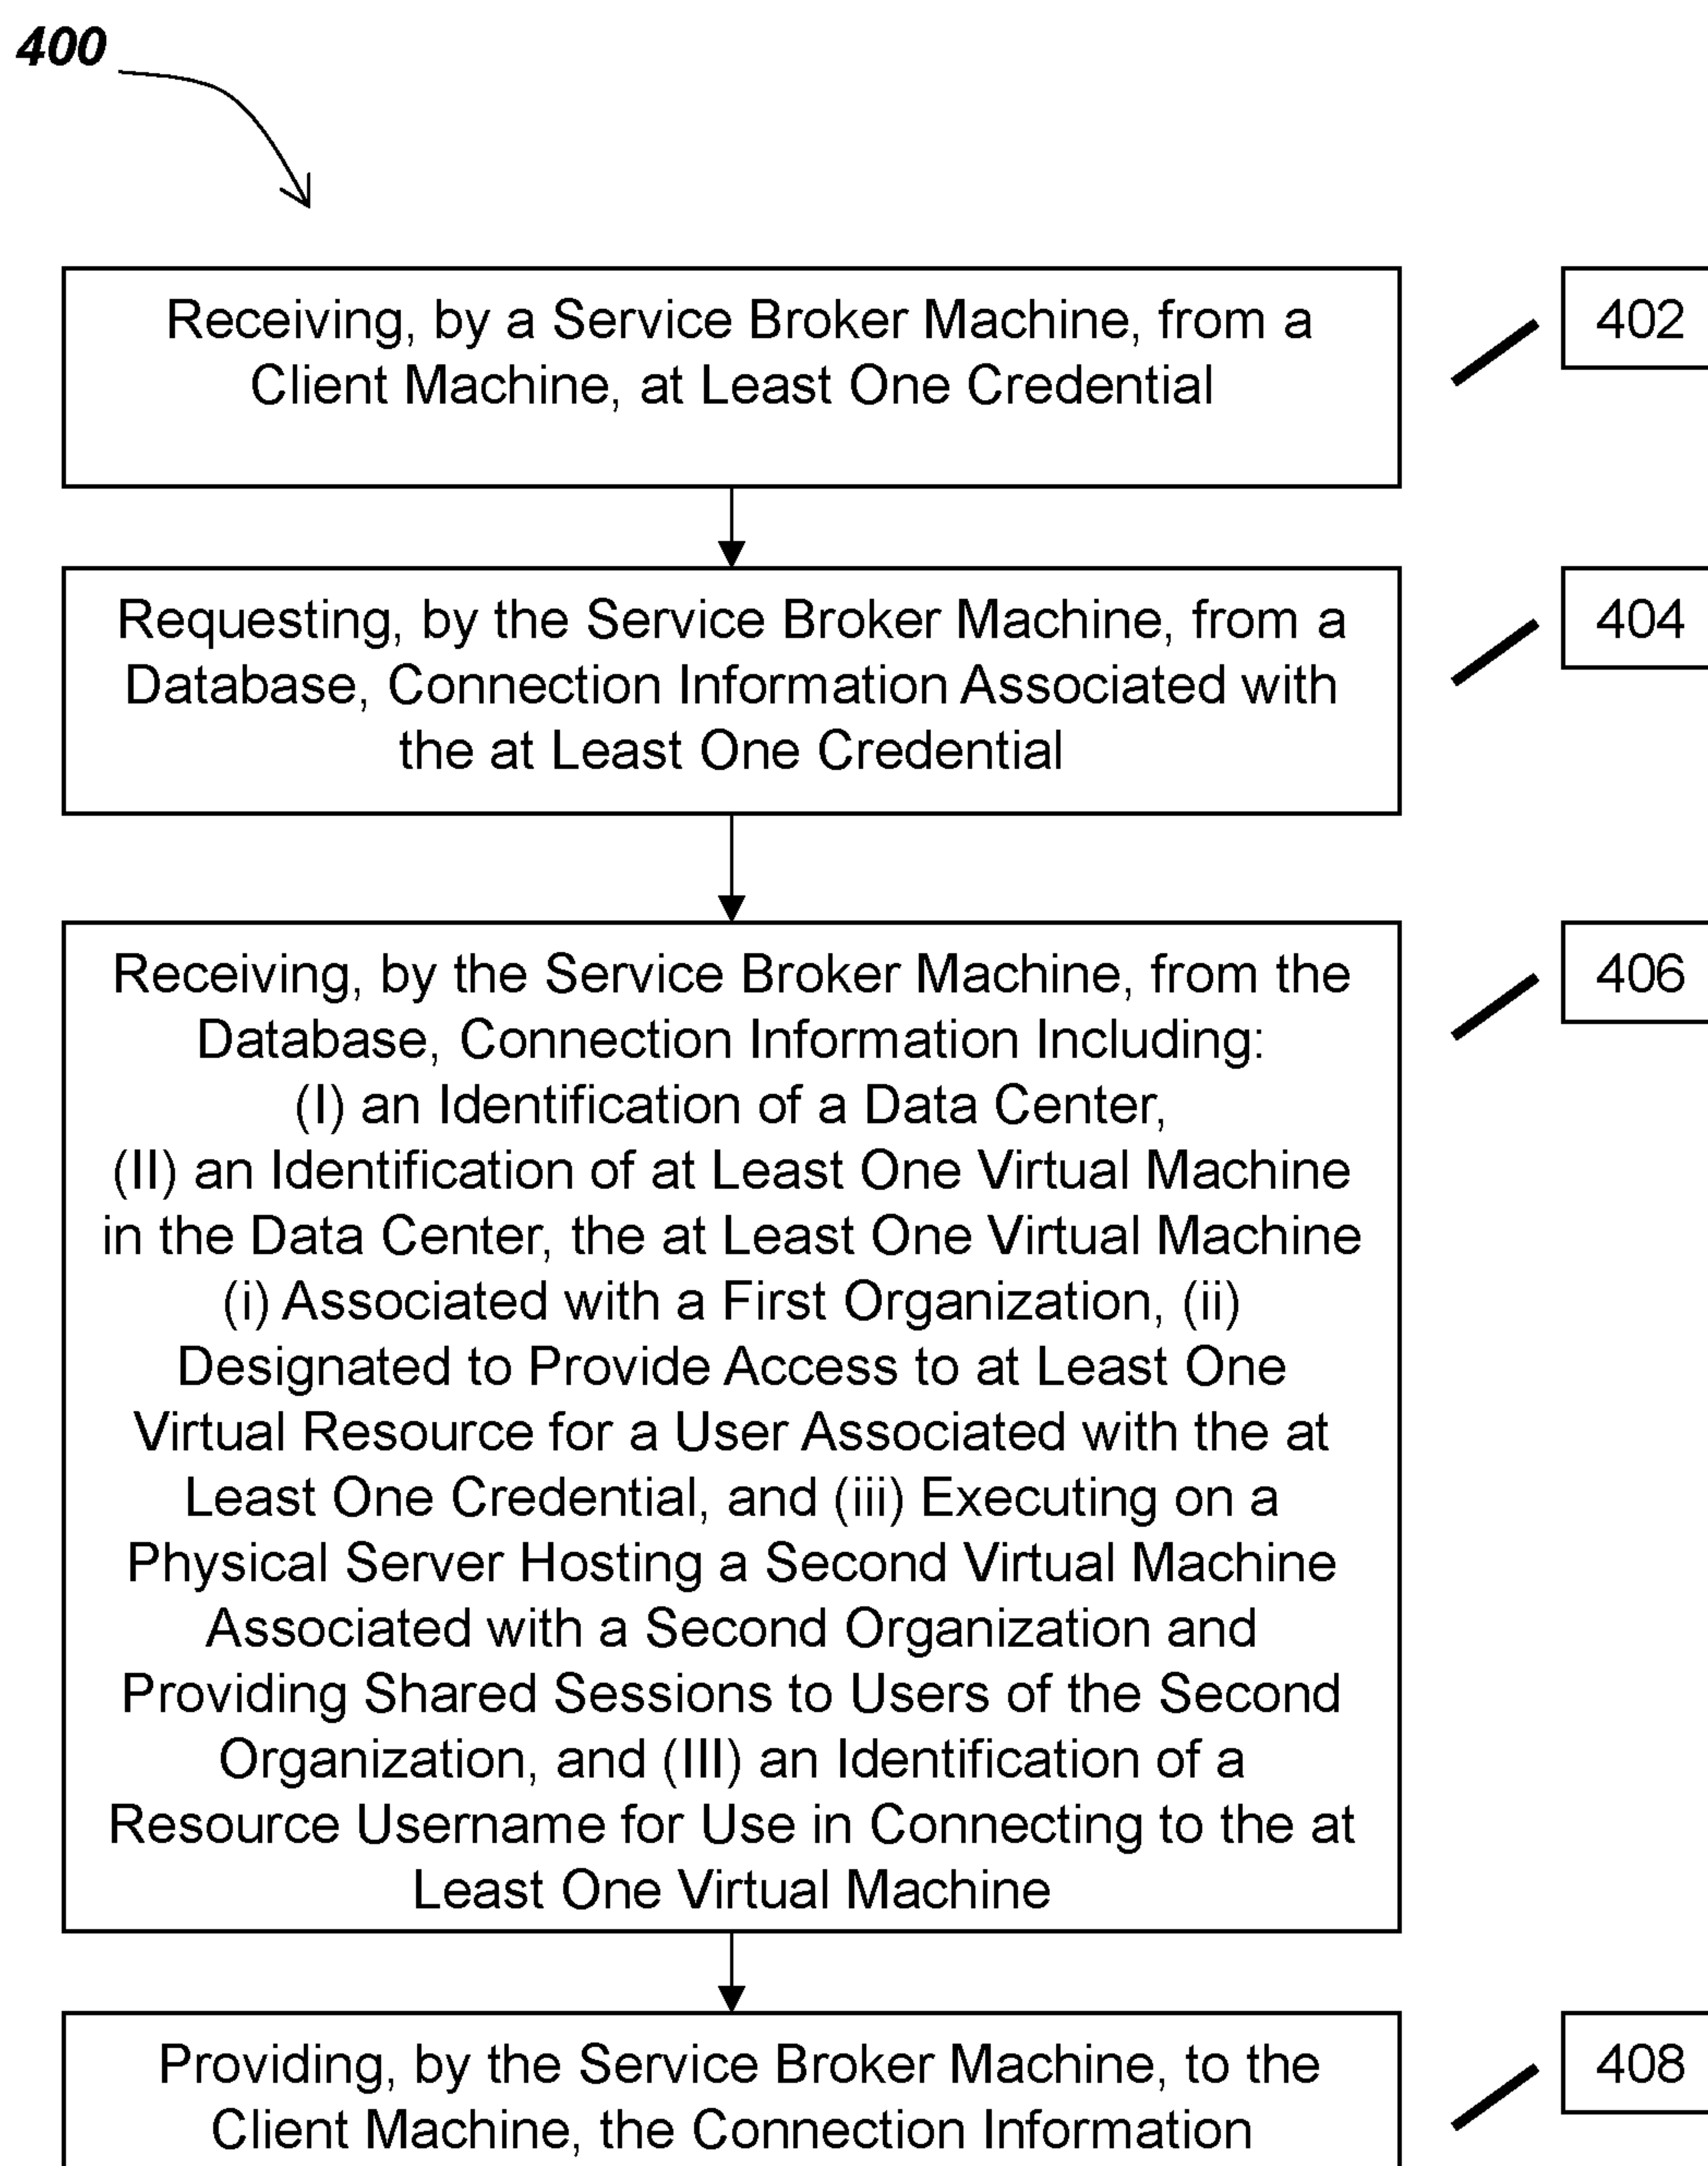 400
Receiving, by a Service Broker Machine, from a
Client Machine, at Least One Credential
402
Requesting, by the Service Broker Machine, from a
Database, Connection Information Associated with
the at Least One Credential
404
Receiving, by the Service Broker Machine, from the
Database, Connection Information Including:
(I) an Identification of a Data Center,
(II) an Identification of at Least One Virtual Machine
in the Data Center, the at Least One Virtual Machine
(i) Associated with a First Organization, (ii)
Designated to Provide Access to at Least One
Virtual Resource for a User Associated with the at
Least One Credential, and (iii) Executing on a
Physical Server Hosting a Second Virtual Machine
Associated with a Second Organization and
Providing Shared Sessions to Users of the Second
Organization, and (III) an Identification of a
Resource Username for Use in Connecting to the at
Least One Virtual Machine
406
Providing, by the Service Broker Machine, to the
Client Machine, the Connection Information
408